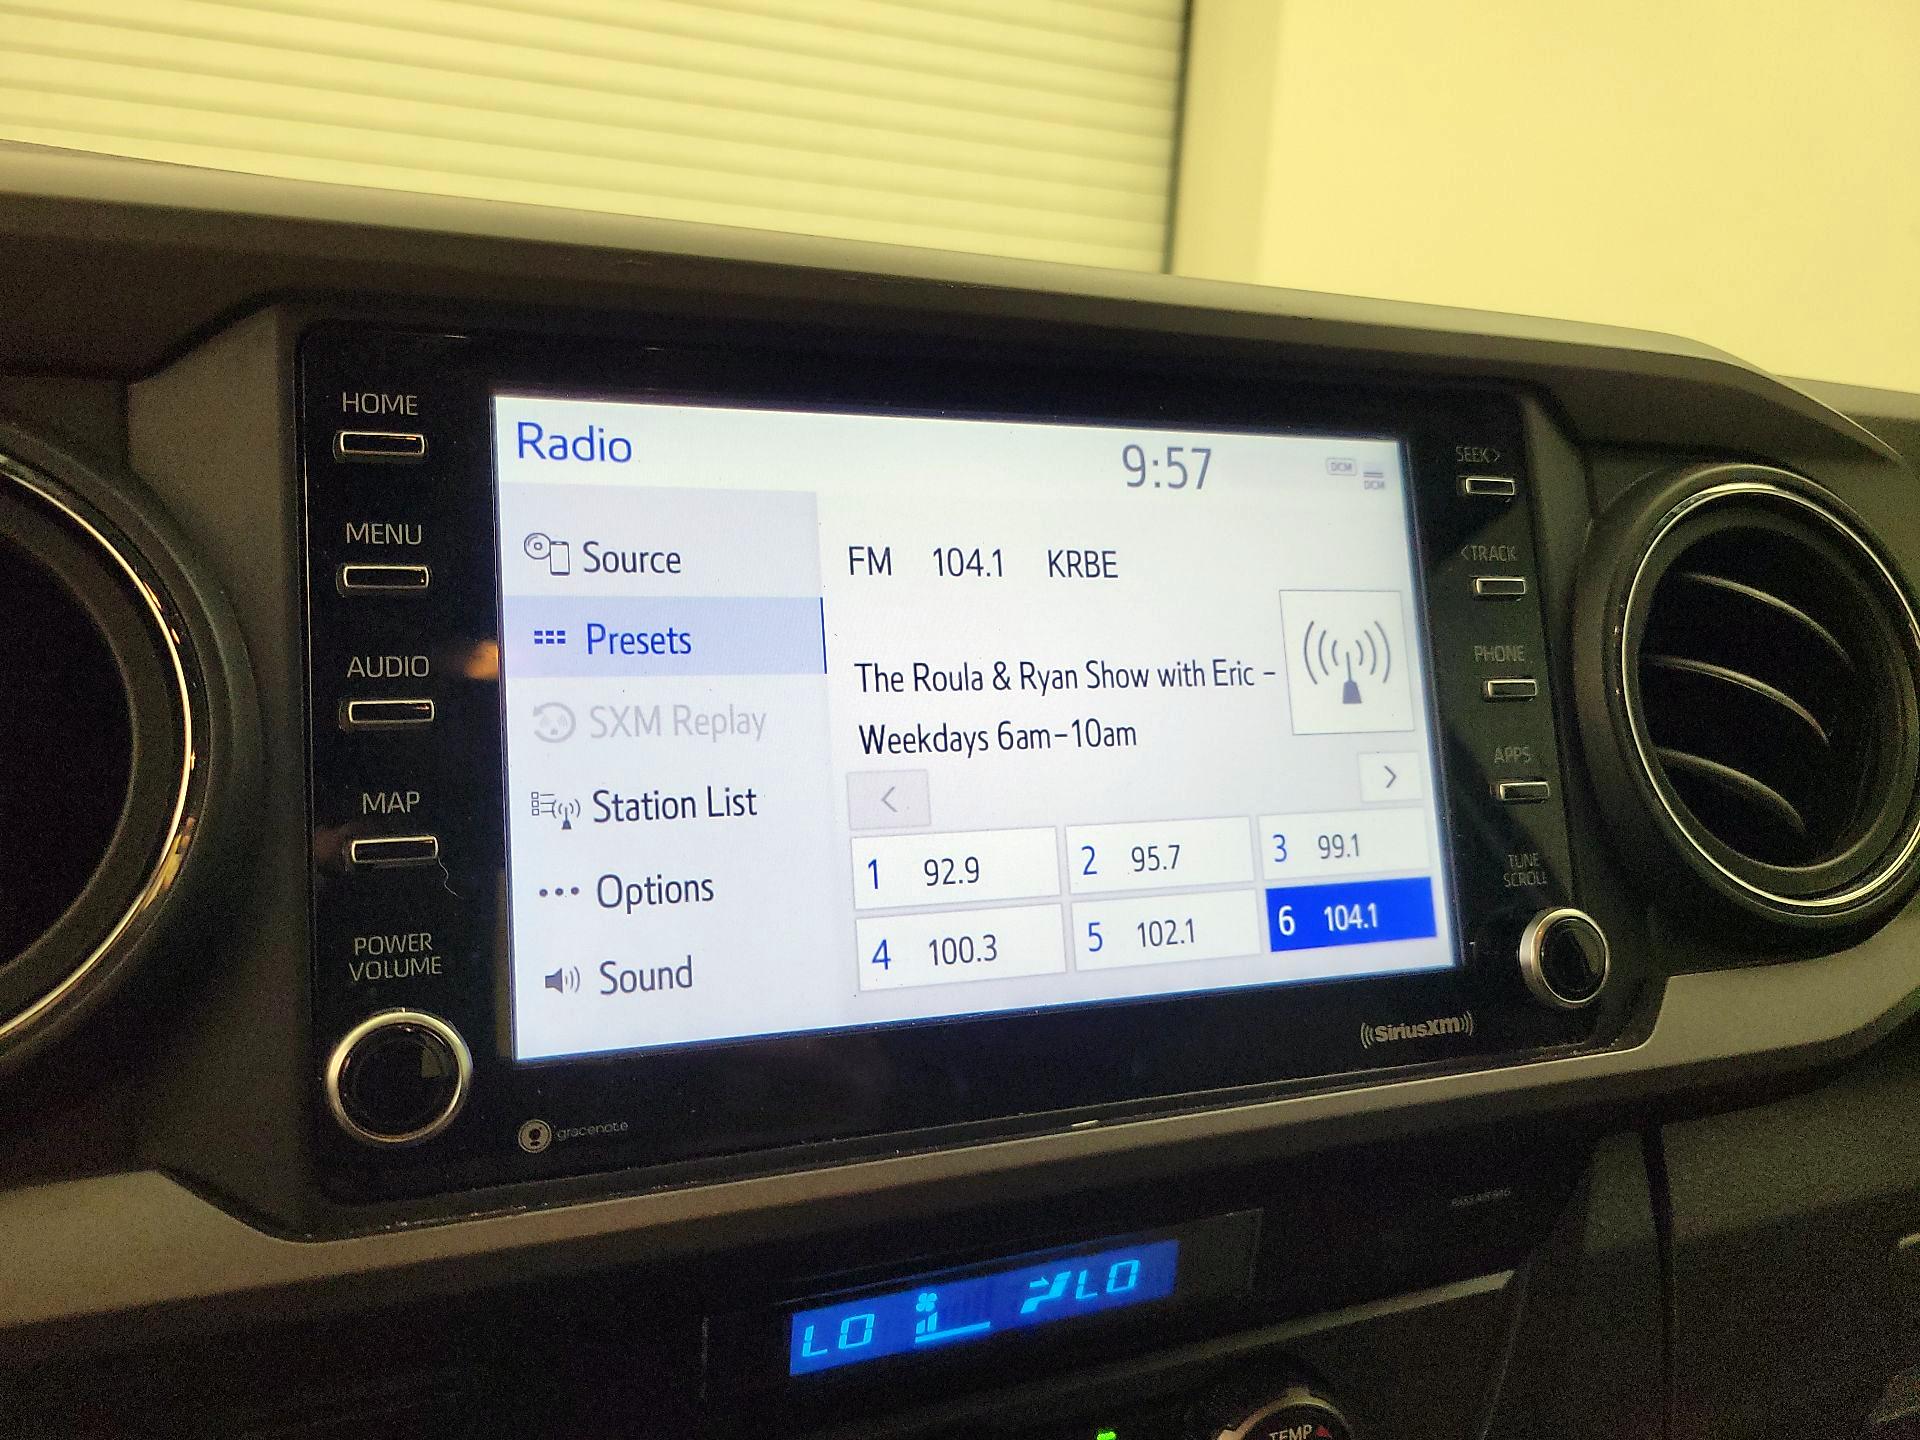 HOME
MENU
AUDIO
MAP
POWER
VOLUME
Radio
9:57
DCM
DCM
Source
Presets
SXM Replay
Station List
Options
Sound
FM 104.1 KRBE
The Roula & Ryan Show with Eric –
Weekdays 6am–10am
<
>
1 92.9
2 95.7
3 99.1
4 100.3
5 102.1
6 104.1
SEEK >
< TRACK
PHONE
APPS
TUNE
SCROLL
gracenote
((SiriusXM))
LO
LO
TEMP